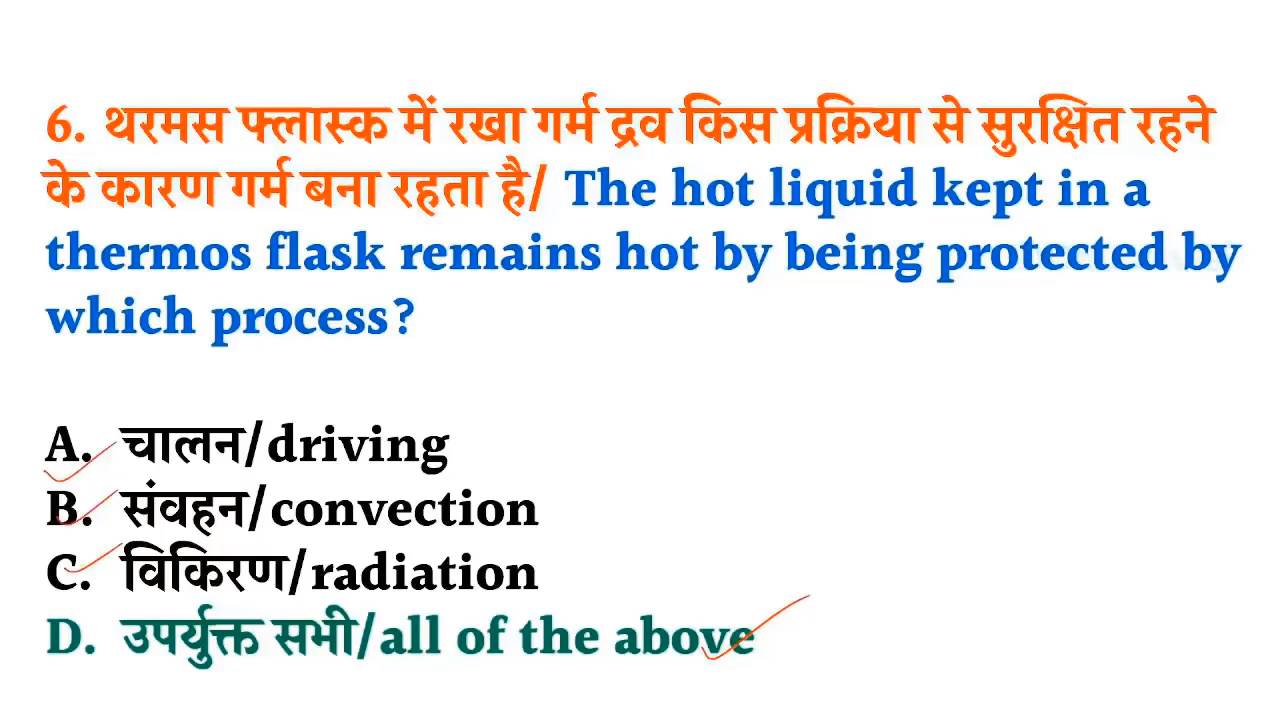 6. थरमस फ्लास्क में रखा गर्म द्रव किस प्रक्रिया से सुरक्षित रहने
के कारण गर्म बना रहता है/ The hot liquid kept in a
thermos flask remains hot by being protected by
which process?
A. चालन/driving
B. संवहन/convection
C. विकिरण/radiation
D. उपर्युक्त सभी/all of the above